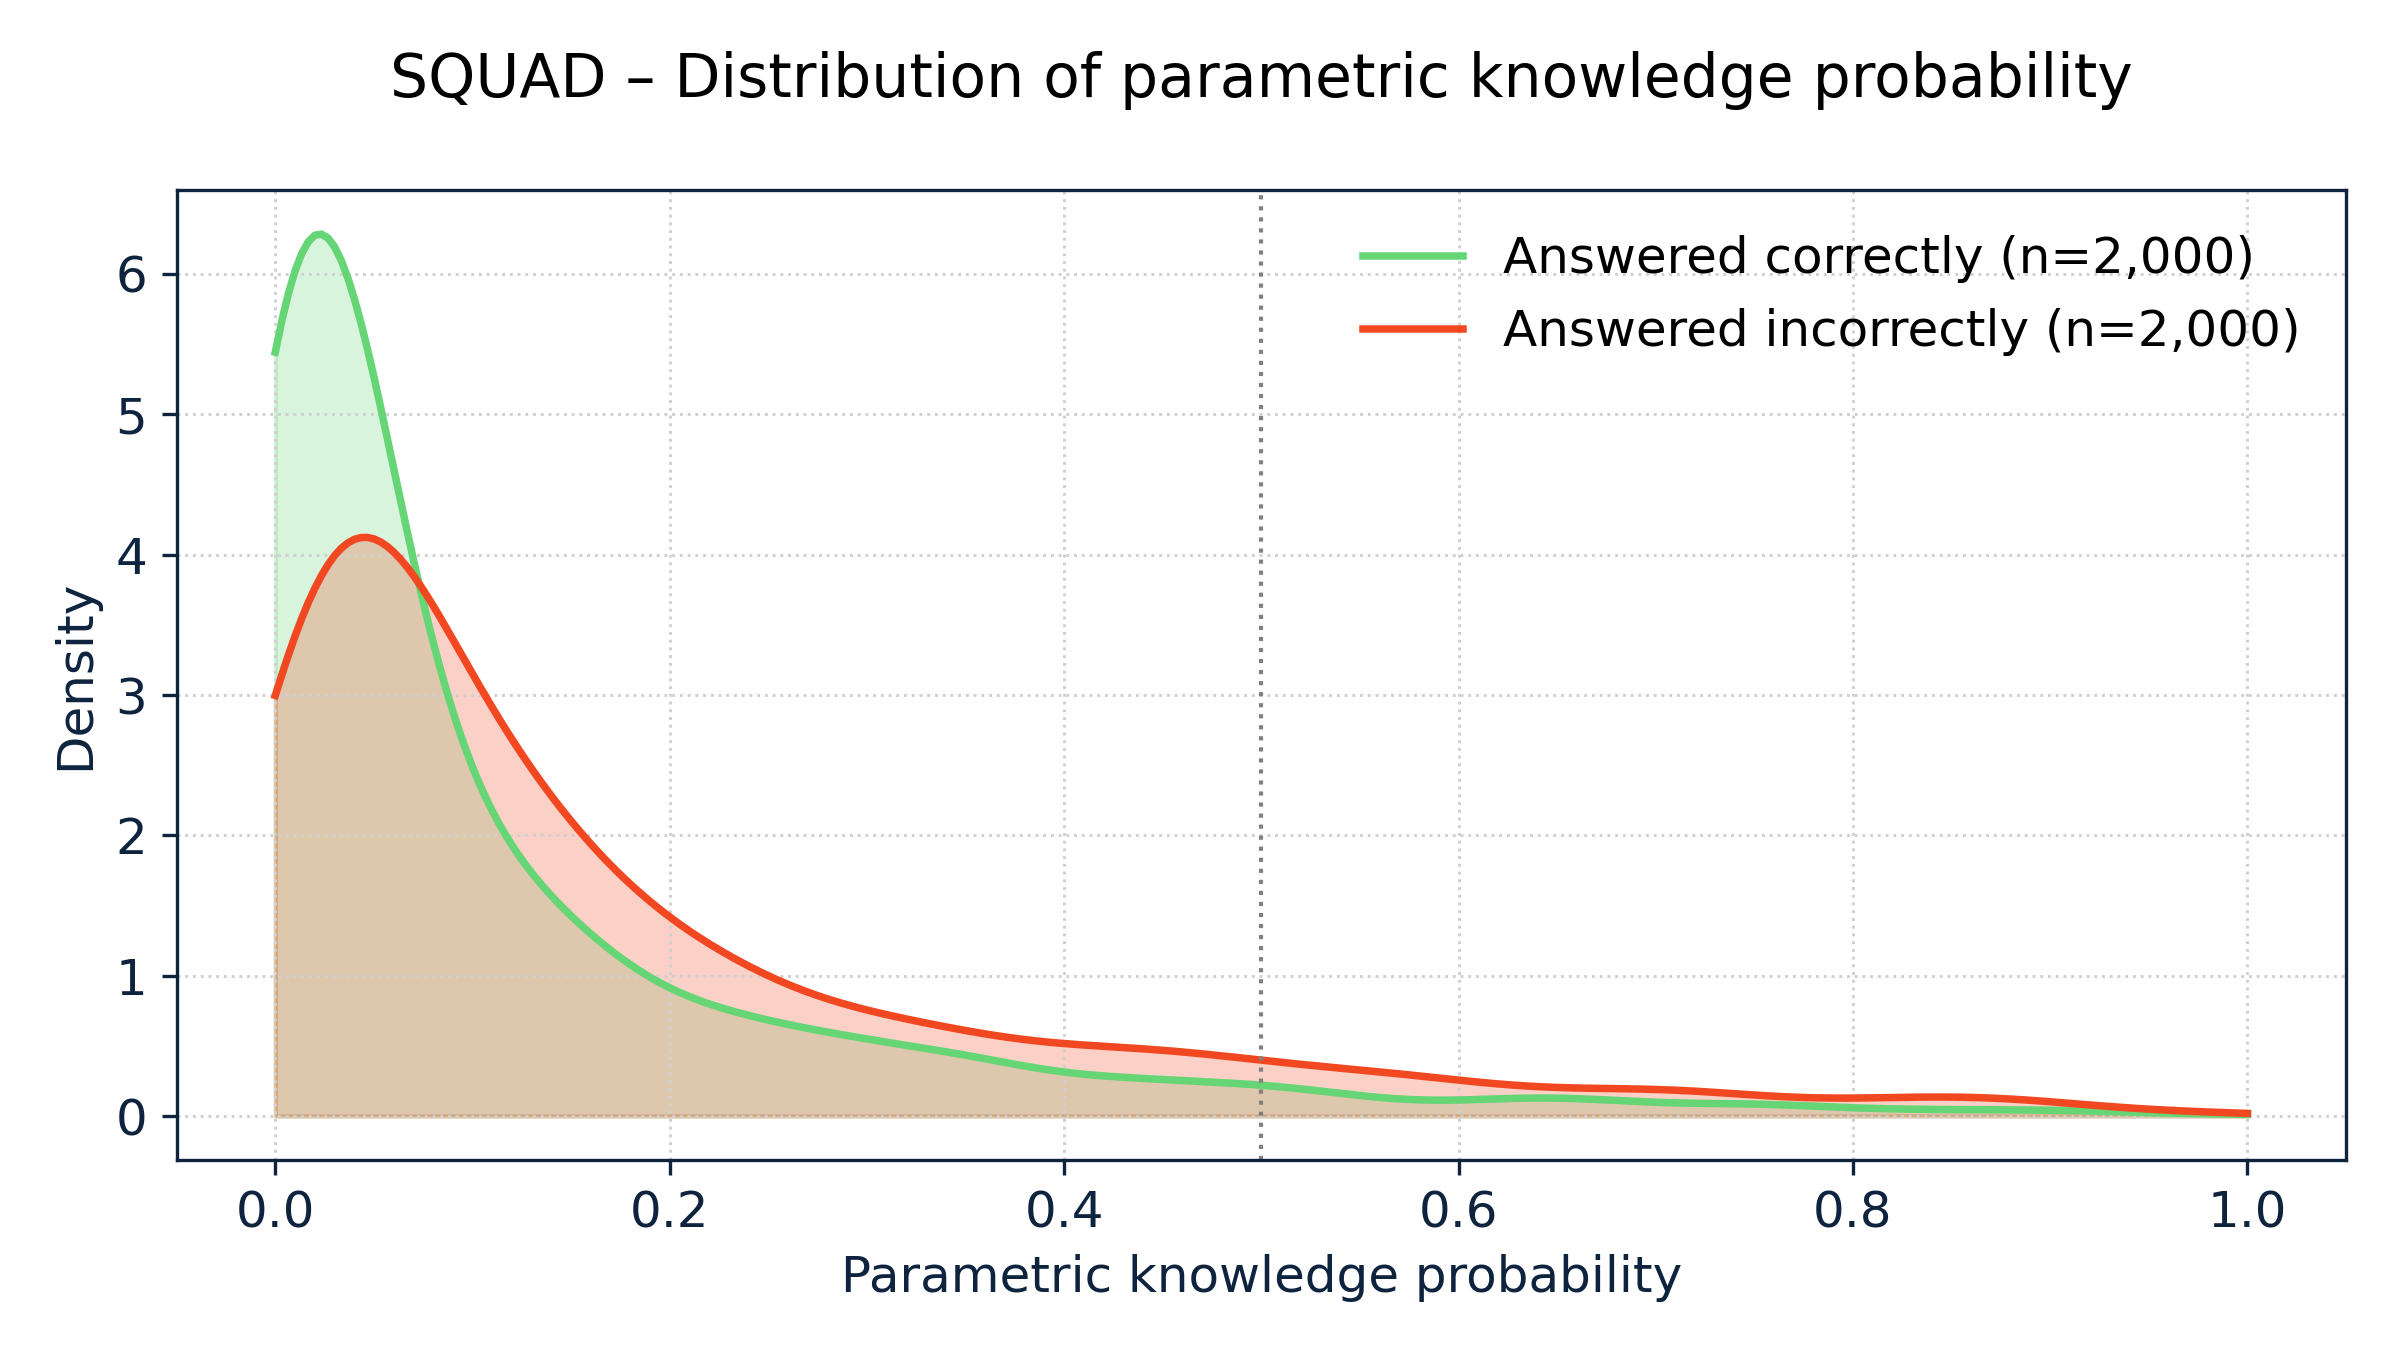 SQUAD – Distribution of parametric knowledge probability
Answered correctly (n=2,000)
Answered incorrectly (n=2,000)
Density
6
5
4
3
2
1
0
0.0 0.2 0.4 0.6 0.8 1.0
Parametric knowledge probability